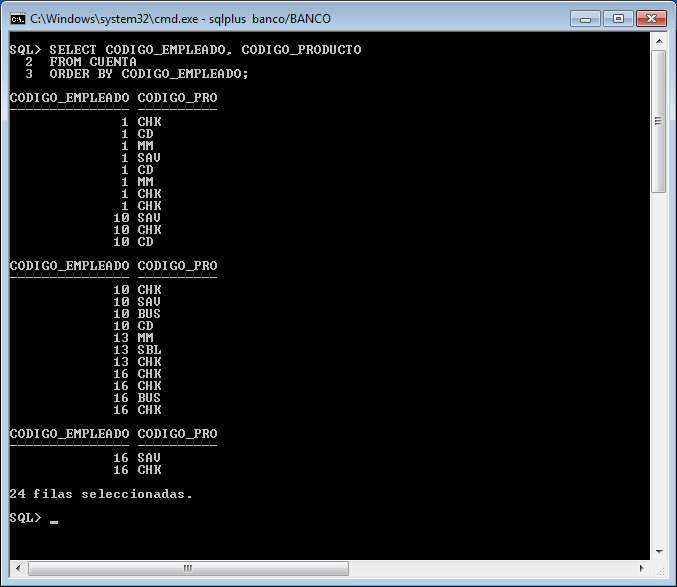 C:\Windows\system32\cmd.exe - sqlplus banco/BANCO
SQL> SELECT CODIGO_EMPLEADO, CODIGO_PRODUCTO
2 FROM CUENTA
3 ORDER BY CODIGO_EMPLEADO;
CODIGO_EMPLEADO CODIGO_PRO
--------------- ----------
1 CHK
1 CD
1 MM
1 SAV
1 CD
1 MM
1 CHK
1 CHK
10 SAV
10 CHK
10 CD
CODIGO_EMPLEADO CODIGO_PRO
--------------- ----------
10 CHK
10 SAV
10 BUS
10 CD
13 MM
13 SBL
13 CHK
16 CHK
16 CHK
16 BUS
16 CHK
CODIGO_EMPLEADO CODIGO_PRO
--------------- ----------
16 SAV
16 CHK
24 filas seleccionadas.
SQL> _